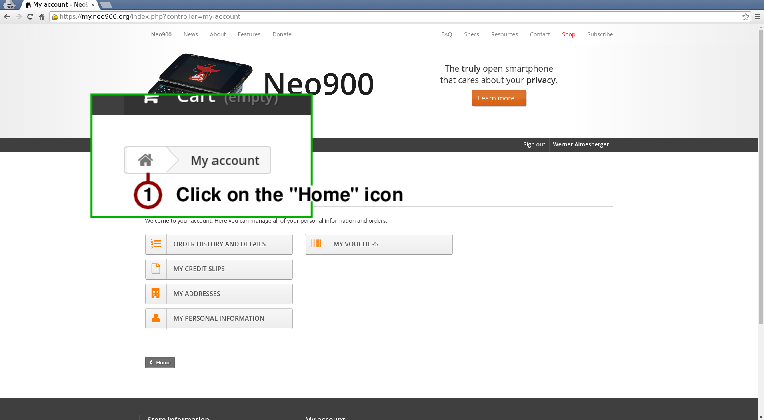 My account - Neo!
https://my.neo900.org/index.php?controller=my-account
Neo900 News About Features Donate
FAQ Specs Resources Contact Shop Subscribe
Neo900
The truly open smartphone
that cares about your privacy.
Learn more...
Cart (empty)
Sign out Werner Almesberger
My account
1 Click on the "Home" icon
Welcome to your account. Here you can manage all of your personal information and orders.
ORDER HISTORY AND DETAILS
MY VOUCHERS
MY CREDIT SLIPS
MY ADDRESSES
MY PERSONAL INFORMATION
Home
Store Information
My account